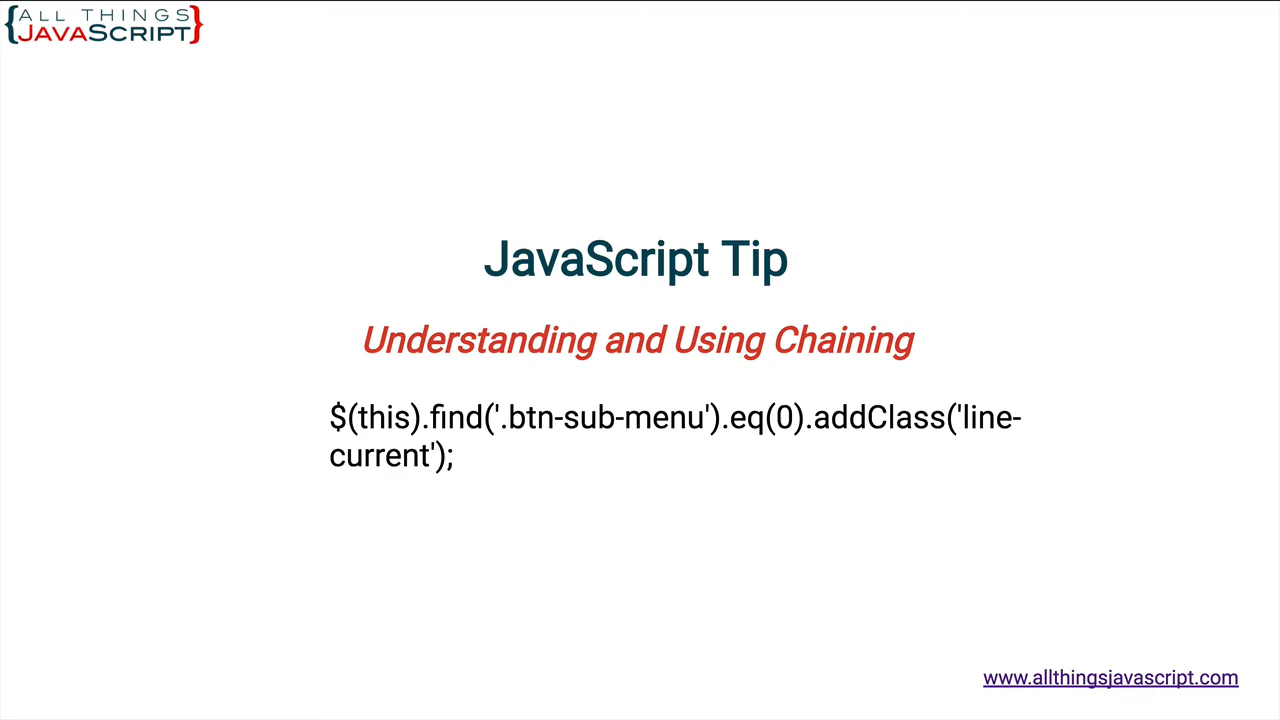 {ALL THINGS
JAVASCRIPT}
JavaScript Tip
Understanding and Using Chaining
$(this).find('.btn-sub-menu').eq(0).addClass('line-
current');
www.allthingsjavascript.com